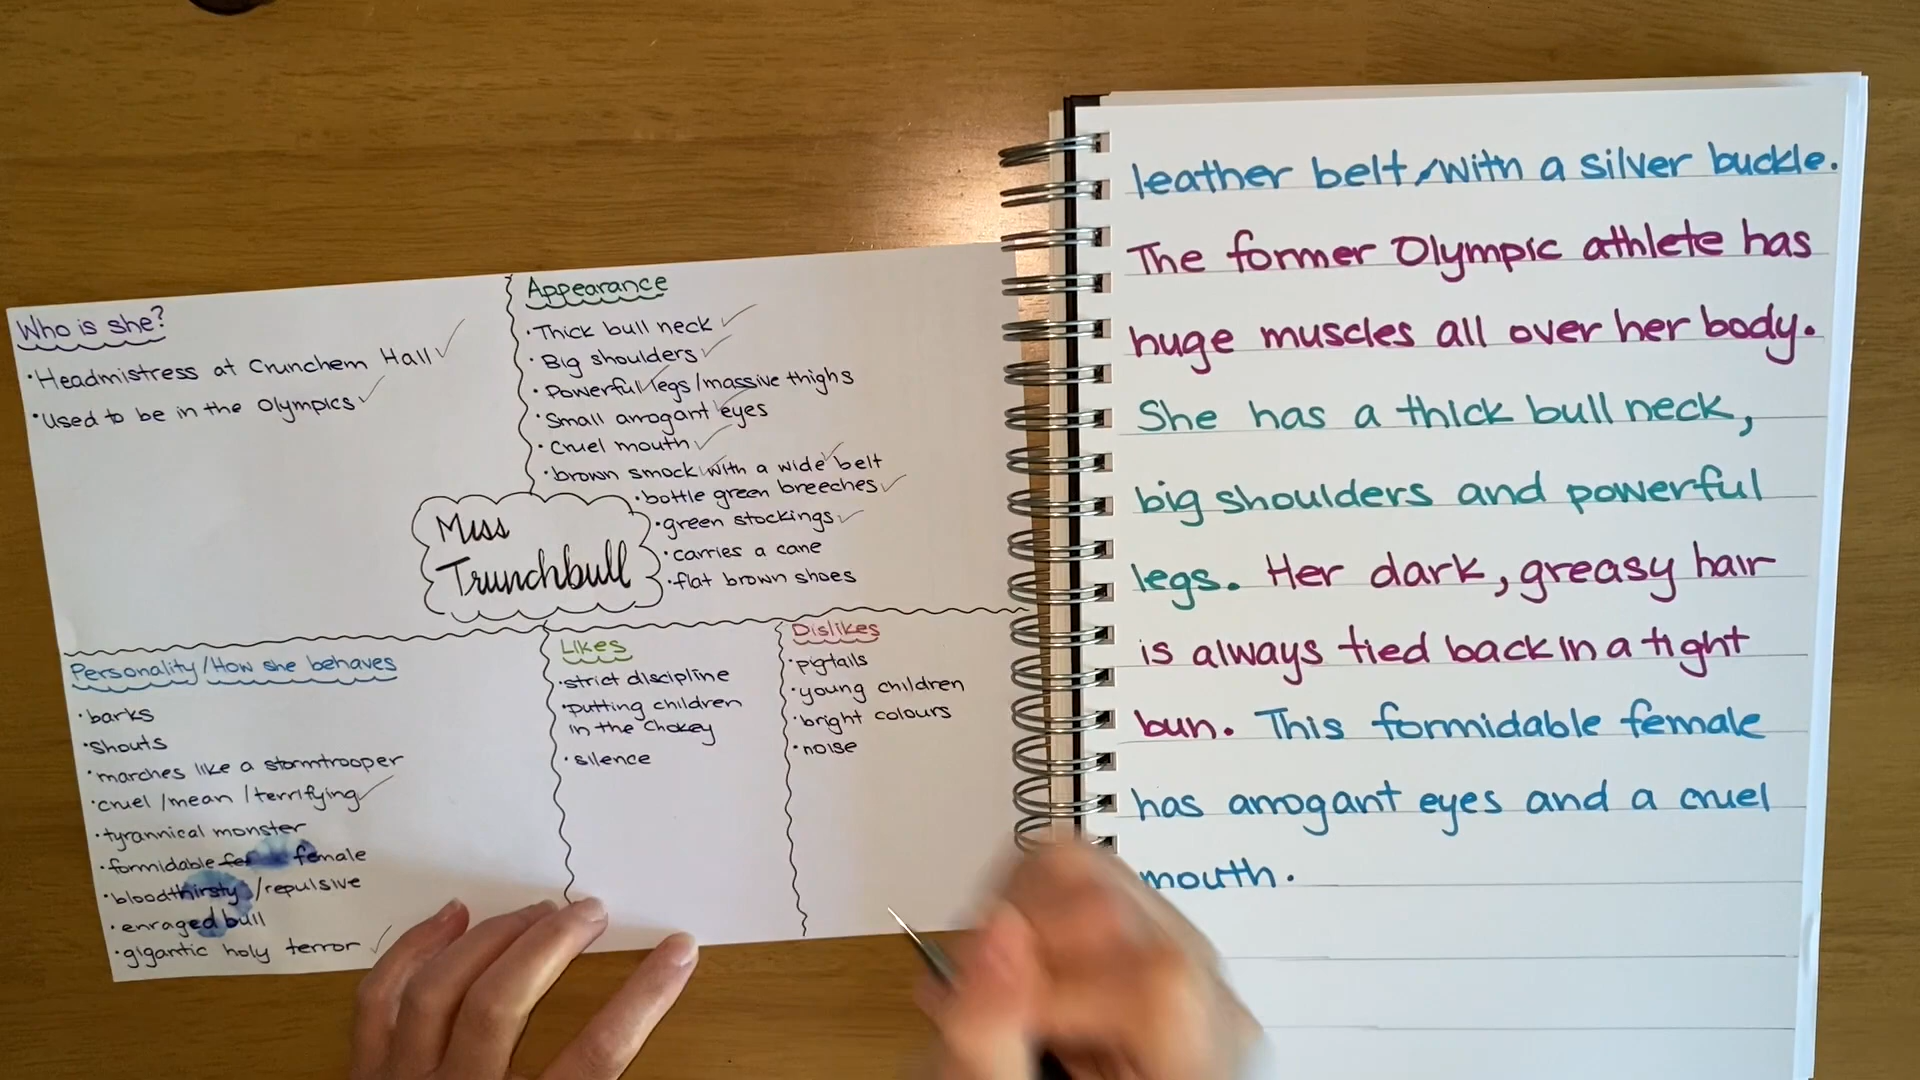 Who is she?
·Headmistress at Crunchem Hall ✓
·Used to be in the Olympics ✓
Appearance
·Thick bull neck ✓
·Big shoulders ✓
·Powerful legs/massive thighs
·Small arrogant eyes
·Cruel mouth ✓
·brown smock with a wide belt
·bottle green breeches ✓
·green stockings ✓
·carries a cane
·flat brown shoes
Miss
Trunchbull
Personality/How she behaves
·barks
·shouts
·marches like a stormtrooper
·cruel/mean/terrifying ✓
·tyrannical monster
·formidable fe female
·bloodthirsty/repulsive
·enraged bull
·gigantic holy terror ✓
Likes
·strict discipline
·putting children
in the Chokey
·silence
Dislikes
·pigtails
·young children
·bright colours
·noise
leather belt, with a silver buckle.
The former Olympic athlete has
huge muscles all over her body.
She has a thick bull neck,
big shoulders and powerful
legs. Her dark, greasy hair
is always tied back in a tight
bun. This formidable female
has arrogant eyes and a cruel
mouth.